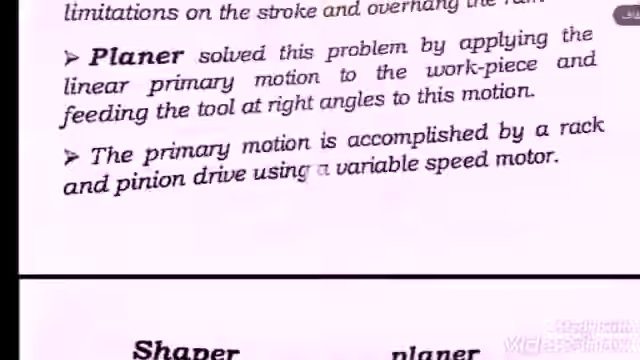 limitations on the stroke and overhang the
➤ Planer solved this problem by applying the
linear primary motion to the work-piece and
feeding the tool at right angles to this motion.
➤ The primary motion is accomplished by a rack
and pinion drive using a variable speed motor.
Shaper planer